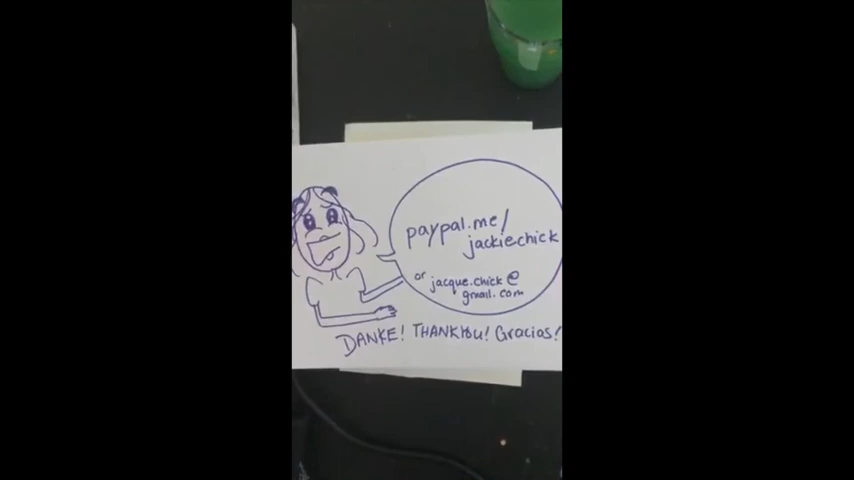 paypal.me/
jackiechick
or jacque.chick@
gmail.com
DANKE! THANKYOU! Gracias!